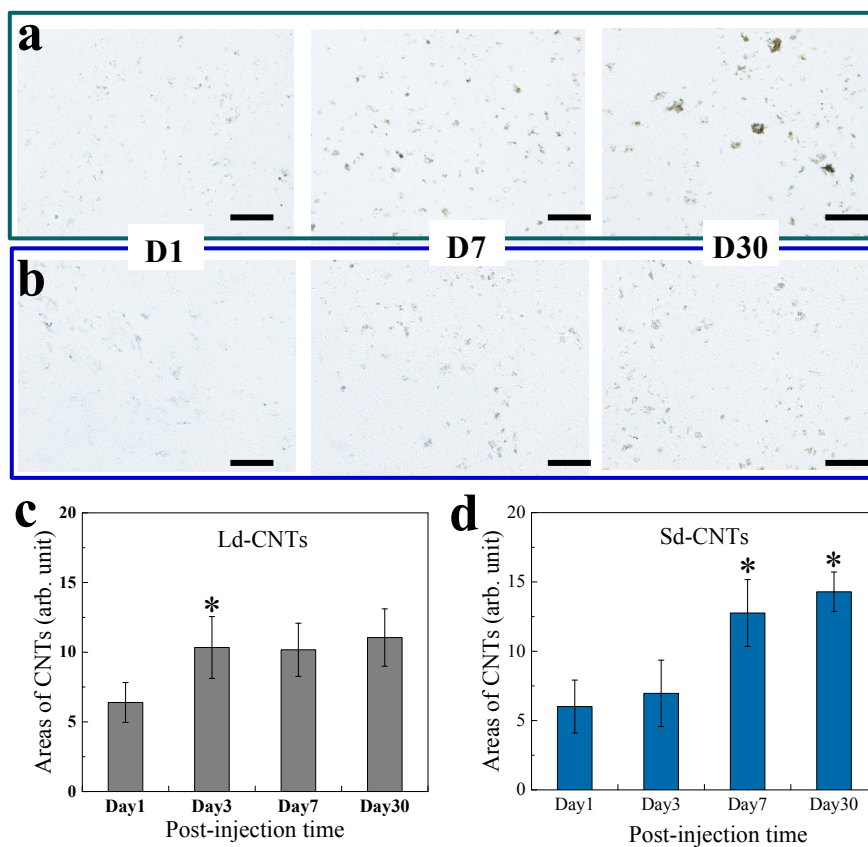 a
D1 D7 D30
b
c
20
15
10
5
0
Areas of CNTs (arb. unit)
Ld-CNTs
*
Day1 Day3 Day7 Day30
Post-injection time
d
20
15
10
5
0
Areas of CNTs (arb. unit)
Sd-CNTs
* *
Day1 Day3 Day7 Day30
Post-injection time